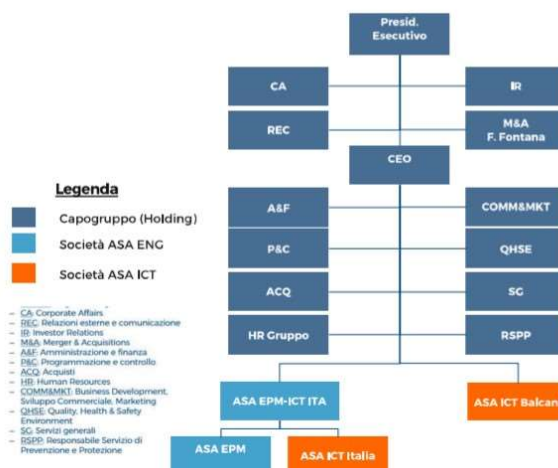 Presid.
Esecutivo
CA
IR
REC
M&A
F. Fontana
CEO
Legenda
Capogruppo (Holding)
Società ASA ENG
Società ASA ICT
A&F
COMM&MKT
P&C
QHSE
ACQ
SG
HR Gruppo
RSPP
– CA: Corporate Affairs
– REC: Relazioni esterne e comunicazione
– IR: Investor Relations
– M&A: Merger & Acquisitions
– A&F: Amministrazione e finanza
– P&C: Programmazione e controllo
– ACQ: Acquisti
– HR: Human Resources
– COMM&MKT: Business Development,
Sviluppo Commerciale, Marketing
– QHSE: Quality, Health & Safety
Environment
– SG: Servizi generali
– RSPP: Responsabile Servizio di
Prevenzione e Protezione
ASA EPM-ICT ITA
ASA ICT Balcani
ASA EPM
ASA ICT Italia